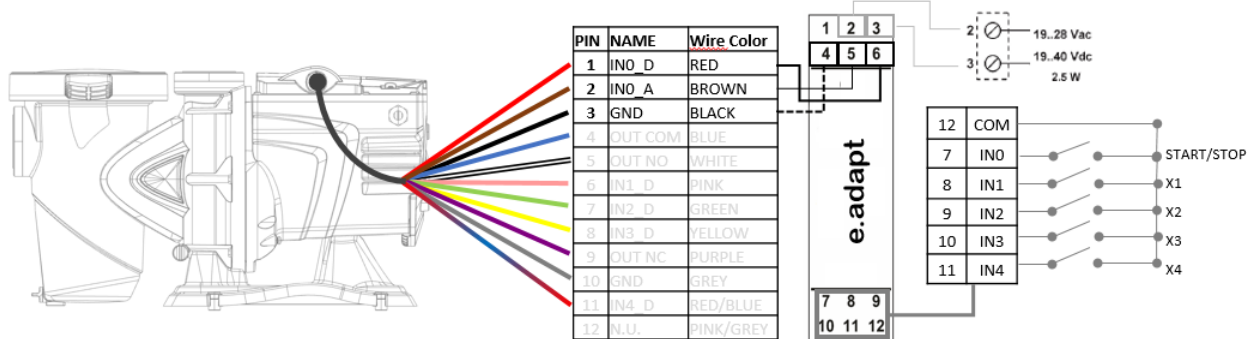 PIN NAME Wire Color
1 IN0_D RED
2 IN0_A BROWN
3 GND BLACK
4 OUT COM BLUE
5 OUT NO WHITE
6 IN1_D PINK
7 IN2_D GREEN
8 IN3_D YELLOW
9 OUT NC PURPLE
10 GND GREY
11 IN4_D RED/BLUE
12 N.U. PINK/GREY
1 2 3
4 5 6
e.adapt
7 8 9
10 11 12
2 19..28 Vac
3 19..40 Vdc
2.5 W
12 COM
7 IN0 START/STOP
8 IN1 X1
9 IN2 X2
10 IN3 X3
11 IN4 X4